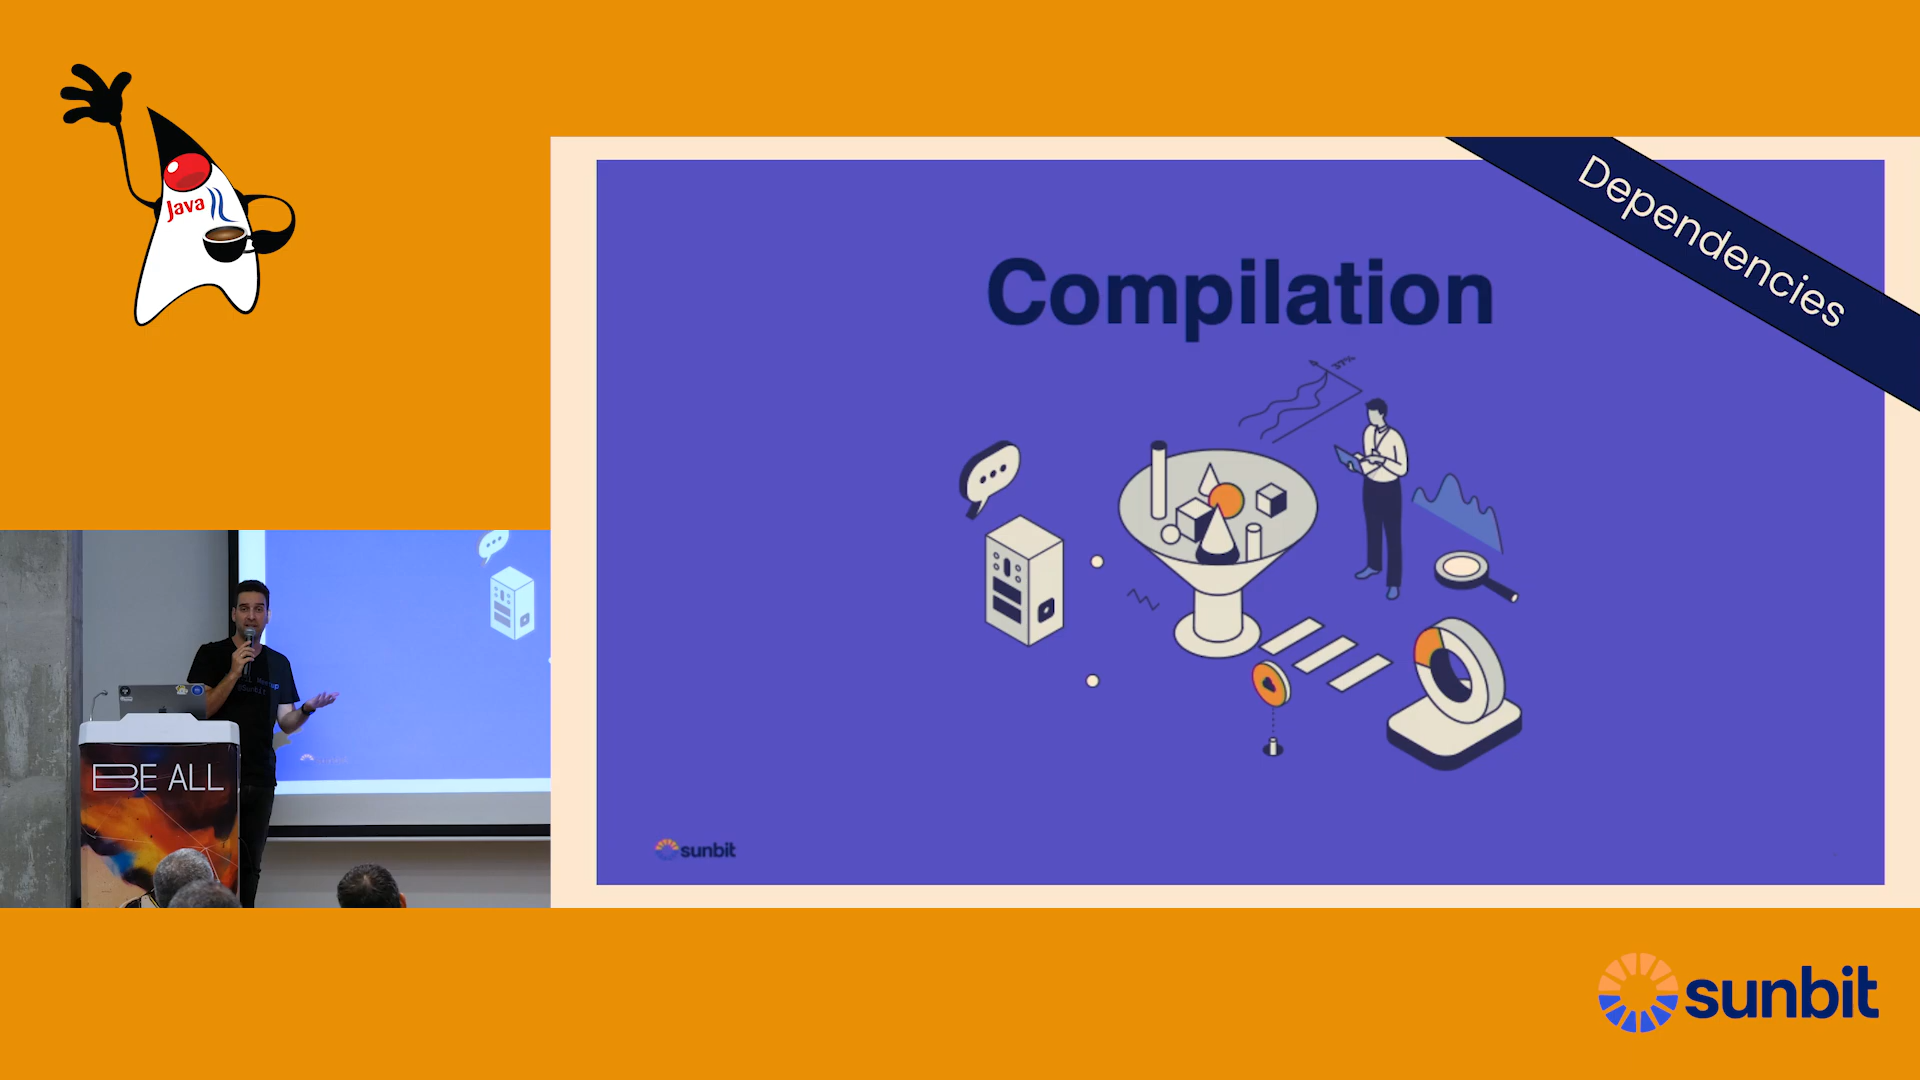 Java
Dependencies
Compilation
sunbit
BE ALL
sunbit